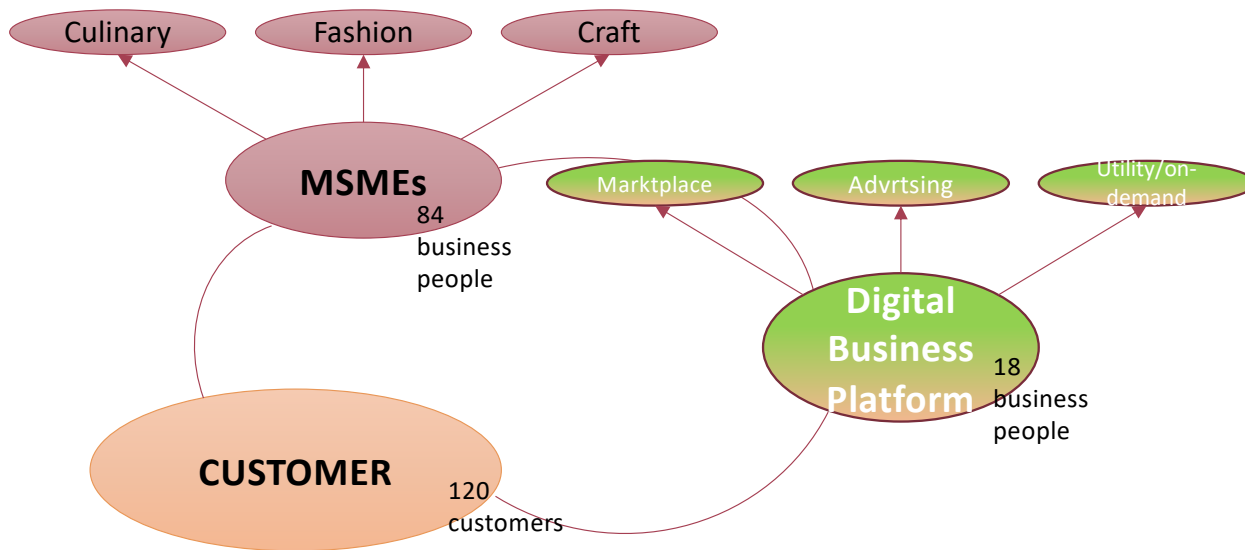 Culinary
Fashion
Craft
MSMEs
84
business
people
Marktplace
Advrtsing
Utility/on-
demand
Digital
Business
Platform
18
business
people
CUSTOMER
120
customers